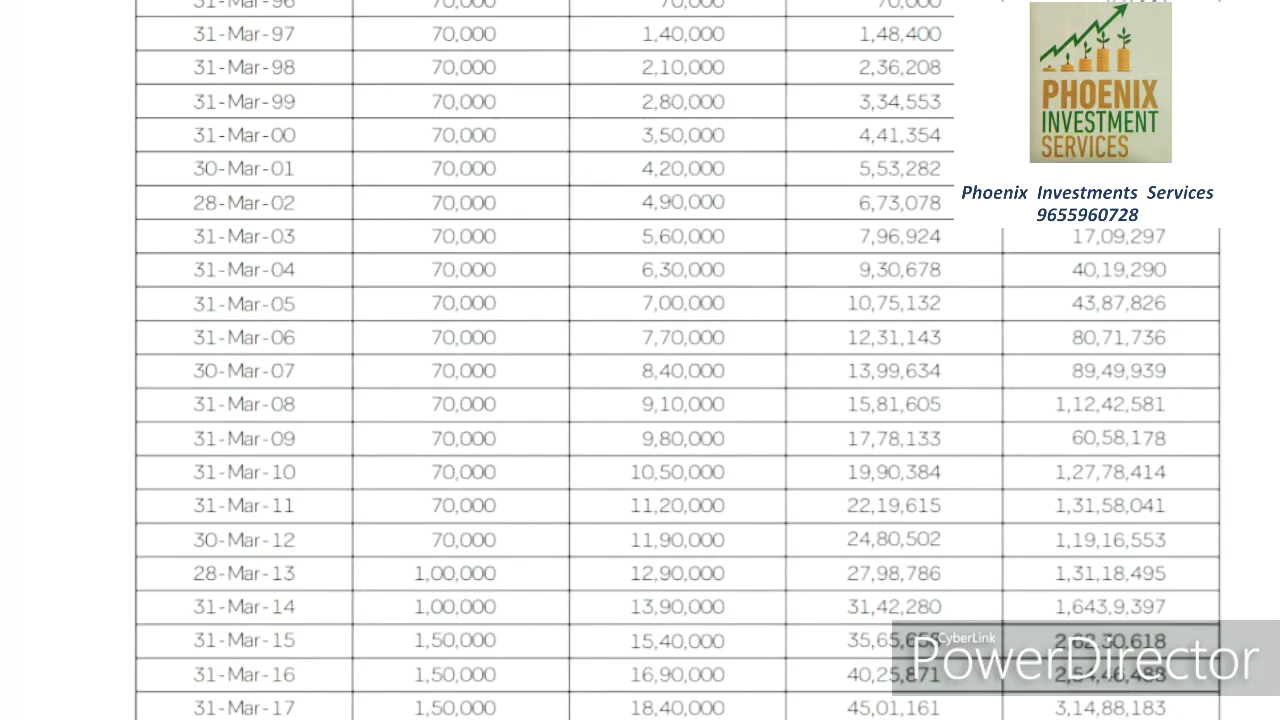 31-Mar-96 70,000 70,000 70,000
31-Mar-97 70,000 1,40,000 1,48,400
31-Mar-98 70,000 2,10,000 2,36,208
31-Mar-99 70,000 2,80,000 3,34,553
31-Mar-00 70,000 3,50,000 4,41,354
30-Mar-01 70,000 4,20,000 5,53,282
28-Mar-02 70,000 4,90,000 6,73,078
PHOENIX
INVESTMENT
SERVICES
Phoenix Investments Services
9655960728
31-Mar-03 70,000 5,60,000 7,96,924 17,09,297
31-Mar-04 70,000 6,30,000 9,30,678 40,19,290
31-Mar-05 70,000 7,00,000 10,75,132 43,87,826
31-Mar-06 70,000 7,70,000 12,31,143 80,71,736
30-Mar-07 70,000 8,40,000 13,99,634 89,49,939
31-Mar-08 70,000 9,10,000 15,81,605 1,12,42,581
31-Mar-09 70,000 9,80,000 17,78,133 60,58,178
31-Mar-10 70,000 10,50,000 19,90,384 1,27,78,414
31-Mar-11 70,000 11,20,000 22,19,615 1,31,58,041
30-Mar-12 70,000 11,90,000 24,80,502 1,19,16,553
28-Mar-13 70,000 1,00,000 12,90,000 27,98,786 1,31,18,495
31-Mar-14 1,00,000 13,90,000 31,42,280 1,643,9,397
31-Mar-15 1,50,000 15,40,000
31-Mar-16 1,50,000 16,90,000 40,25,871
31-Mar-17 1,50,000 18,40,000 45,01,161 3,14,88,183
CyberLink
PowerDirector